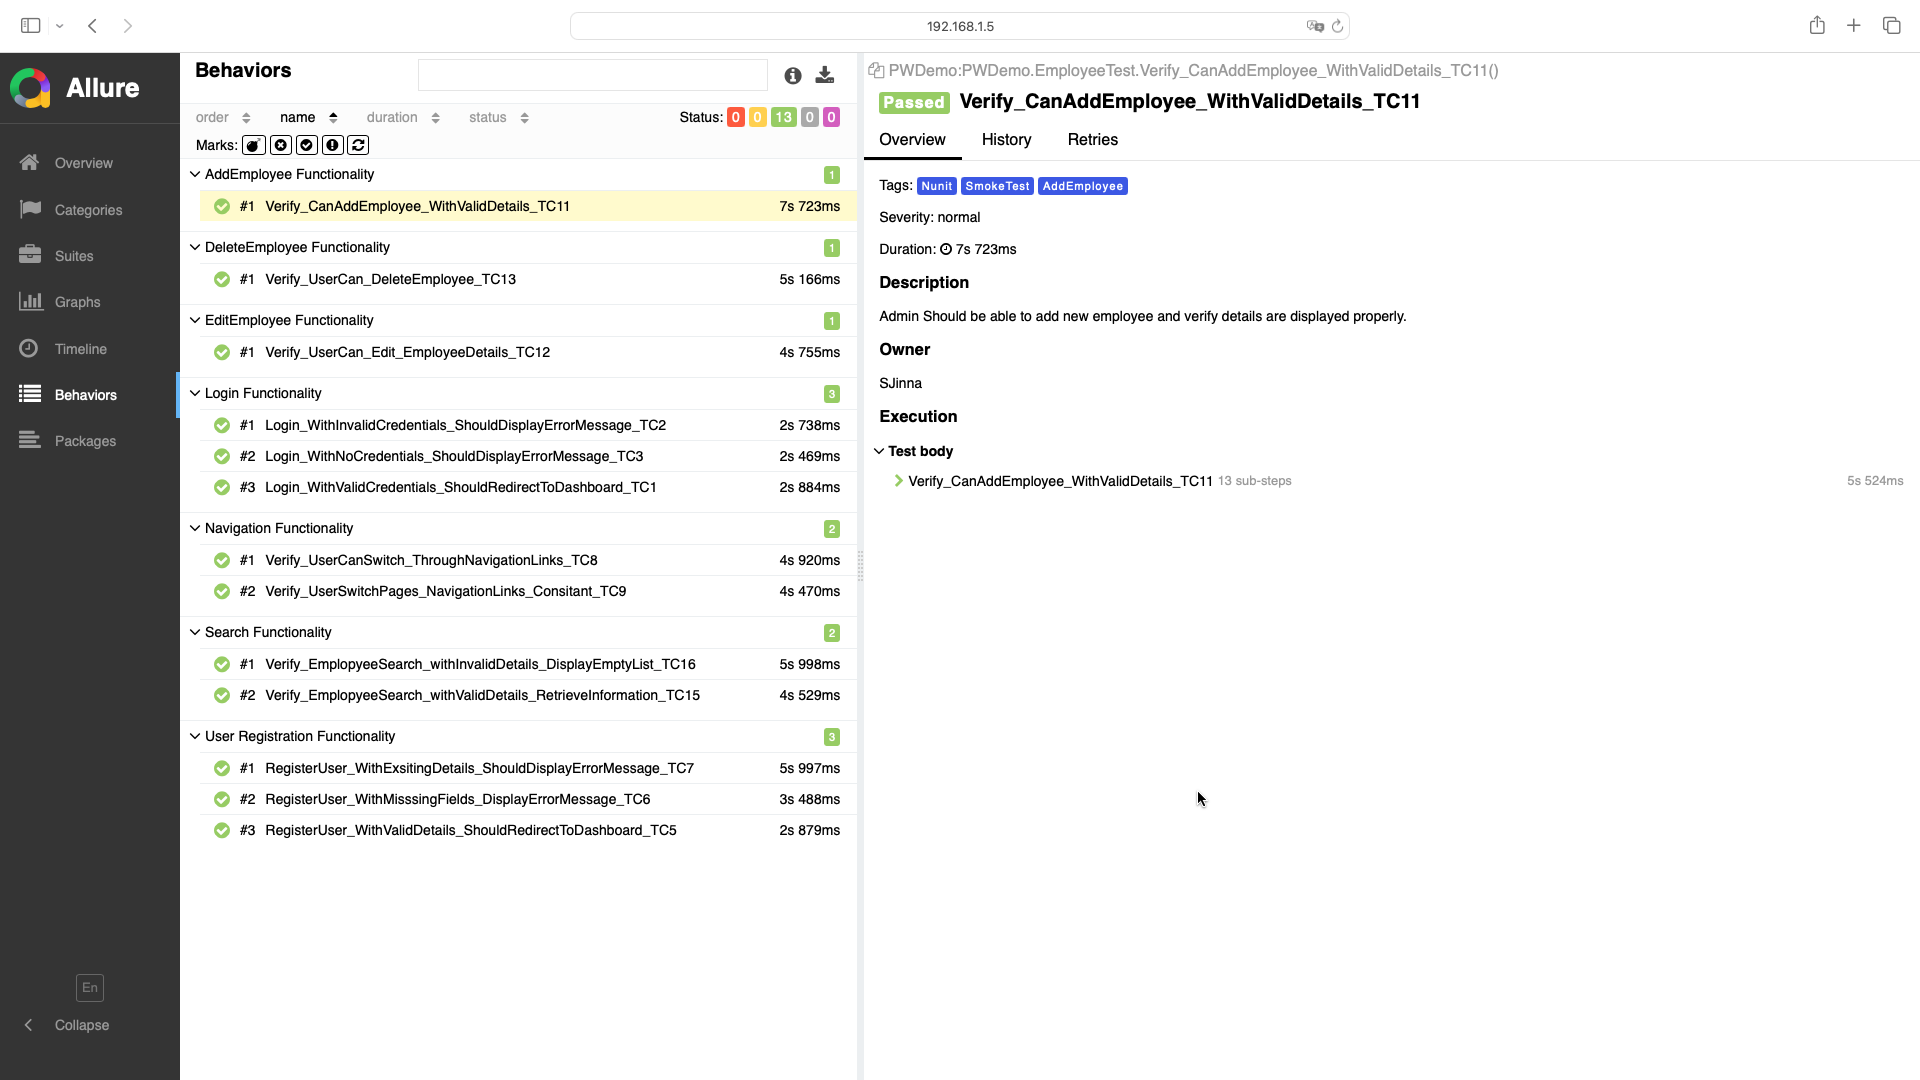 192.168.1.5
Allure
Overview
Categories
Suites
Graphs
Timeline
Behaviors
Packages
En
Collapse
Behaviors
order name duration status
Status: 0 0 13 0 0
Marks:
AddEmployee Functionality 1
#1 Verify_CanAddEmployee_WithValidDetails_TC11 7s 723ms
DeleteEmployee Functionality 1
#1 Verify_UserCan_DeleteEmployee_TC13 5s 166ms
EditEmployee Functionality 1
#1 Verify_UserCan_Edit_EmployeeDetails_TC12 4s 755ms
Login Functionality 3
#1 Login_WithInvalidCredentials_ShouldDisplayErrorMessage_TC2 2s 738ms
#2 Login_WithNoCredentials_ShouldDisplayErrorMessage_TC3 2s 469ms
#3 Login_WithValidCredentials_ShouldRedirectToDashboard_TC1 2s 884ms
Navigation Functionality 2
#1 Verify_UserCanSwitch_ThroughNavigationLinks_TC8 4s 920ms
#2 Verify_UserSwitchPages_NavigationLinks_Consitant_TC9 4s 470ms
Search Functionality 2
#1 Verify_EmplopyeeSearch_withInvalidDetails_DisplayEmptyList_TC16 5s 998ms
#2 Verify_EmplopyeeSearch_withValidDetails_RetrieveInformation_TC15 4s 529ms
User Registration Functionality 3
#1 RegisterUser_WithExsitingDetails_ShouldDisplayErrorMessage_TC7 5s 997ms
#2 RegisterUser_WithMisssingFields_DisplayErrorMessage_TC6 3s 488ms
#3 RegisterUser_WithValidDetails_ShouldRedirectToDashboard_TC5 2s 879ms
PWDemo:PWDemo.EmployeeTest.Verify_CanAddEmployee_WithValidDetails_TC11()
Passed Verify_CanAddEmployee_WithValidDetails_TC11
Overview History Retries
Tags: Nunit SmokeTest AddEmployee
Severity: normal
Duration: 7s 723ms
Description
Admin Should be able to add new employee and verify details are displayed properly.
Owner
SJinna
Execution
Test body
Verify_CanAddEmployee_WithValidDetails_TC11 13 sub-steps 5s 524ms